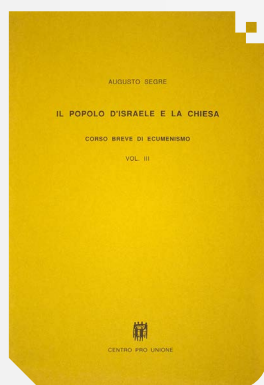 AUGUSTO SEGRE
IL POPOLO D'ISRAELE E LA CHIESA
CORSO BREVE DI ECUMENISMO
VOL. III
CENTRO PRO UNIONE